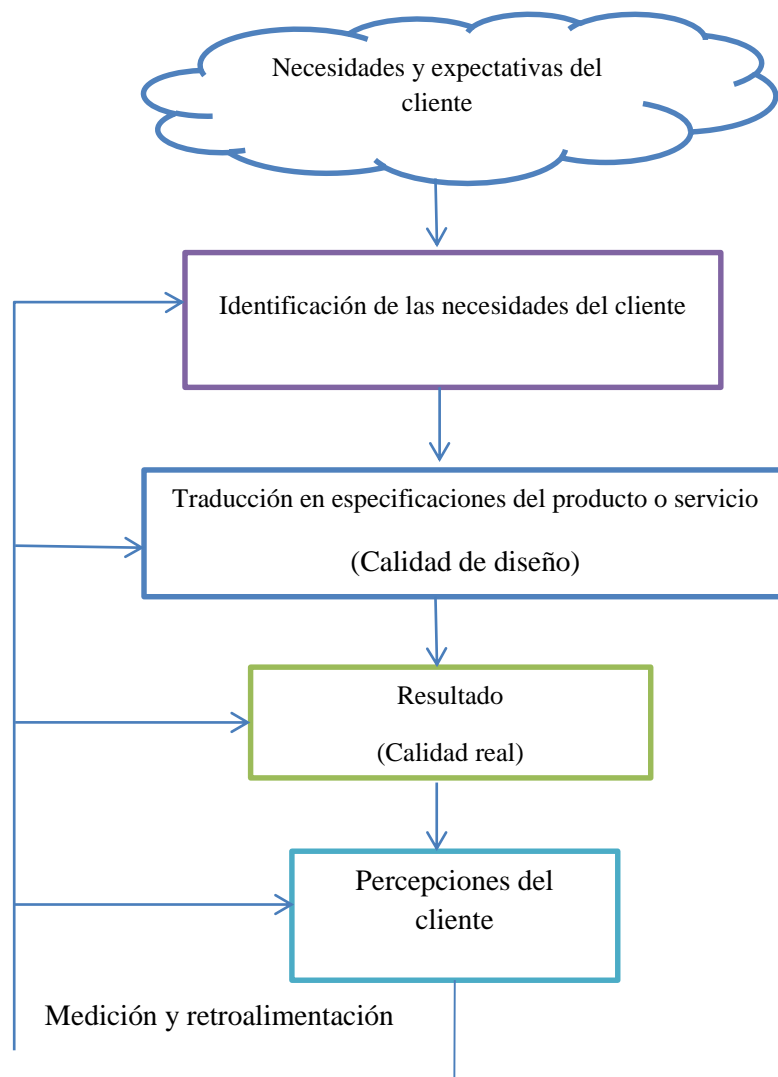 Necesidades y expectativas del
cliente
Identificación de las necesidades del cliente
Traducción en especificaciones del producto o servicio
(Calidad de diseño)
Resultado
(Calidad real)
Percepciones del
cliente
Medición y retroalimentación